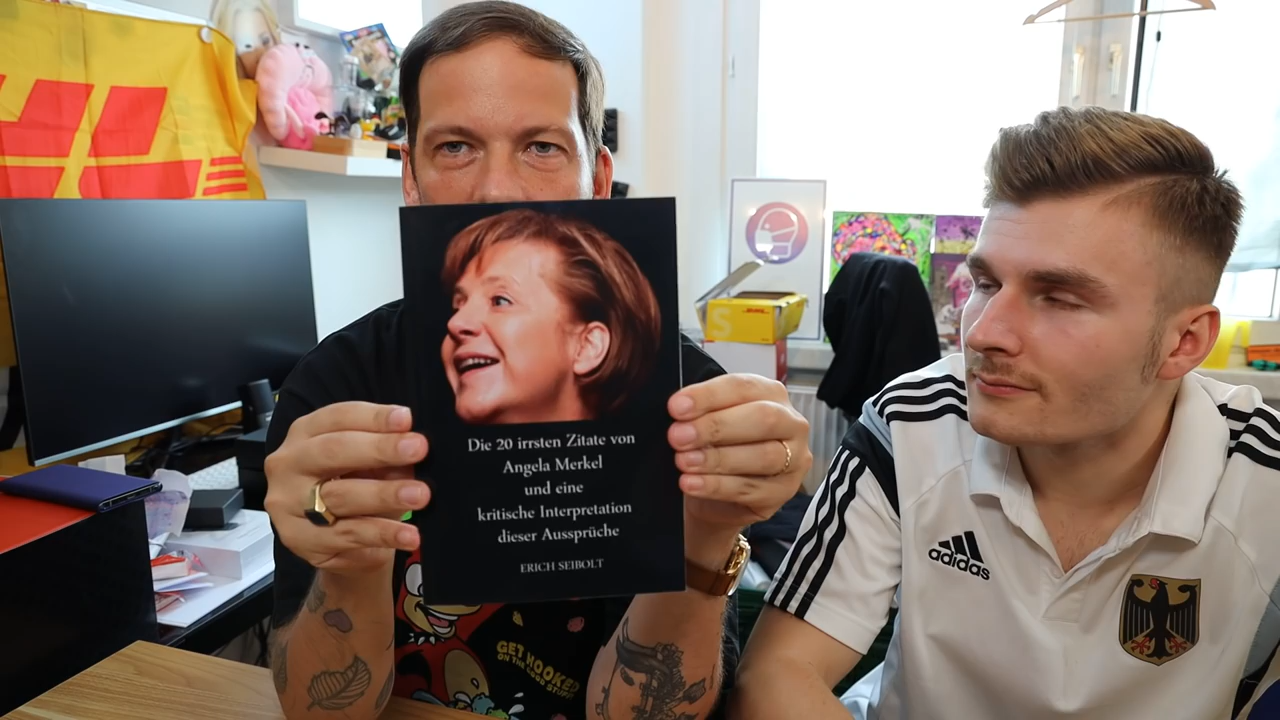 Die 20 irrsten Zitate von
Angela Merkel
und eine
kritische Interpretation
dieser Aussprüche
ERICH SEIBOLT
adidas
GET HOOKED
ON THE GOOD STUFF